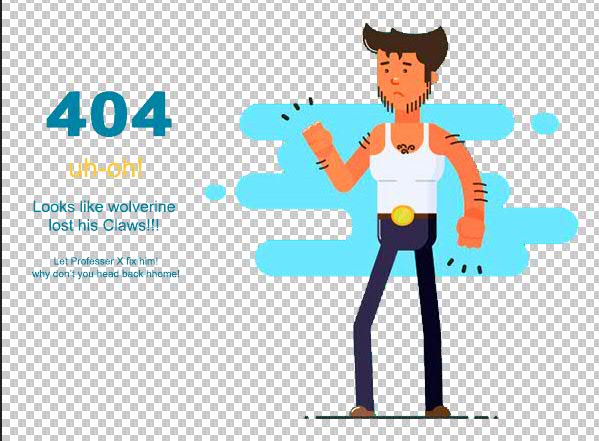 404
uh-oh!
Looks like wolverine
lost his Claws!!!
Let Professer X fix him!
why don't you head back hhome!